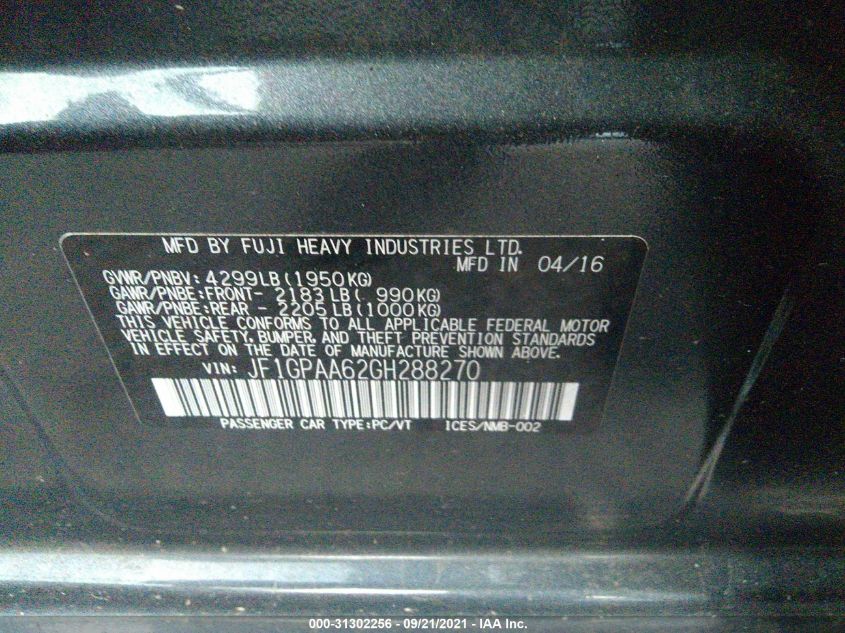 MFD BY FUJI HEAVY INDUSTRIES LTD.
MFD IN 04/16
GVWR/PNBV: 4299LB (1950KG)
GAWR/PNBE:FRONT- 2183LB ( 990KG)
GAWR/PNBE:REAR - 2205LB (1000KG)
THIS VEHICLE CONFORMS TO ALL APPLICABLE FEDERAL MOTOR
VEHICLE SAFETY, BUMPER, AND THEFT PREVENTION STANDARDS
IN EFFECT ON THE DATE OF MANUFACTURE SHOWN ABOVE.
VIN: JF1GPAA62GH288270
PASSENGER CAR TYPE:PC/VT ICES/NMB-002
000-31302256 - 09/21/2021 - IAA Inc.